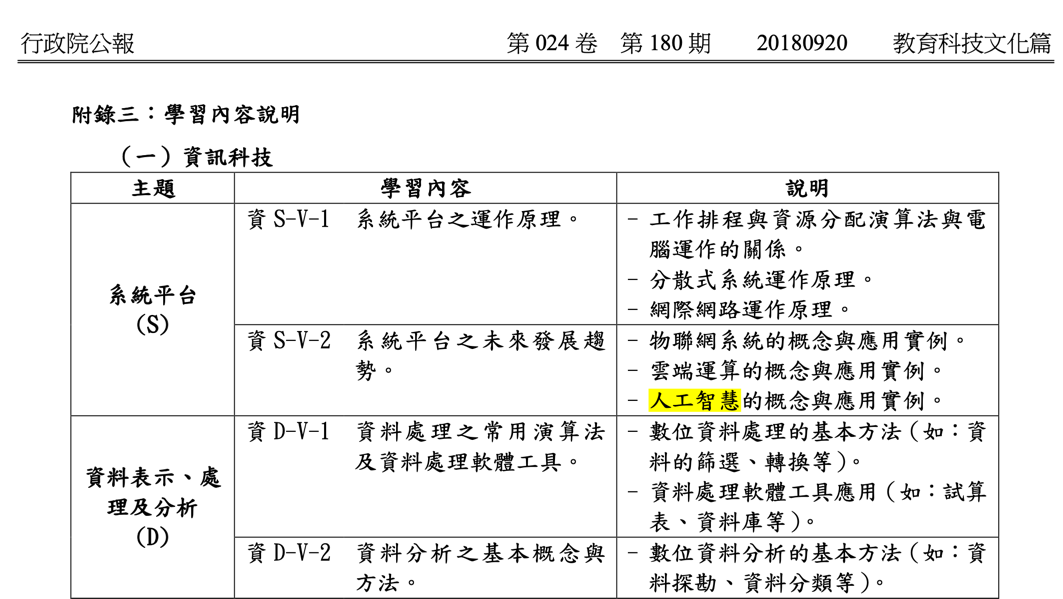 行政院公報 第 024 卷 第 180 期 20180920 教育科技文化篇
附錄三：學習內容說明
（一）資訊科技
主題 學習內容 說明
系統平台
(S)
資 S-V-1 系統平台之運作原理。
- 工作排程與資源分配演算法與電
腦運作的關係。
- 分散式系統運作原理。
- 網際網路運作原理。
資 S-V-2 系統平台之未來發展趨
勢。
- 物聯網系統的概念與應用實例。
- 雲端運算的概念與應用實例。
- 人工智慧的概念與應用實例。
資料表示、處
理及分析
(D)
資 D-V-1 資料處理之常用演算法
及資料處理軟體工具。
- 數位資料處理的基本方法（如：資
料的篩選、轉換等）。
- 資料處理軟體工具應用（如：試算
表、資料庫等）。
資 D-V-2 資料分析之基本概念與
方法。
- 數位資料分析的基本方法（如：資
料探勘、資料分類等）。